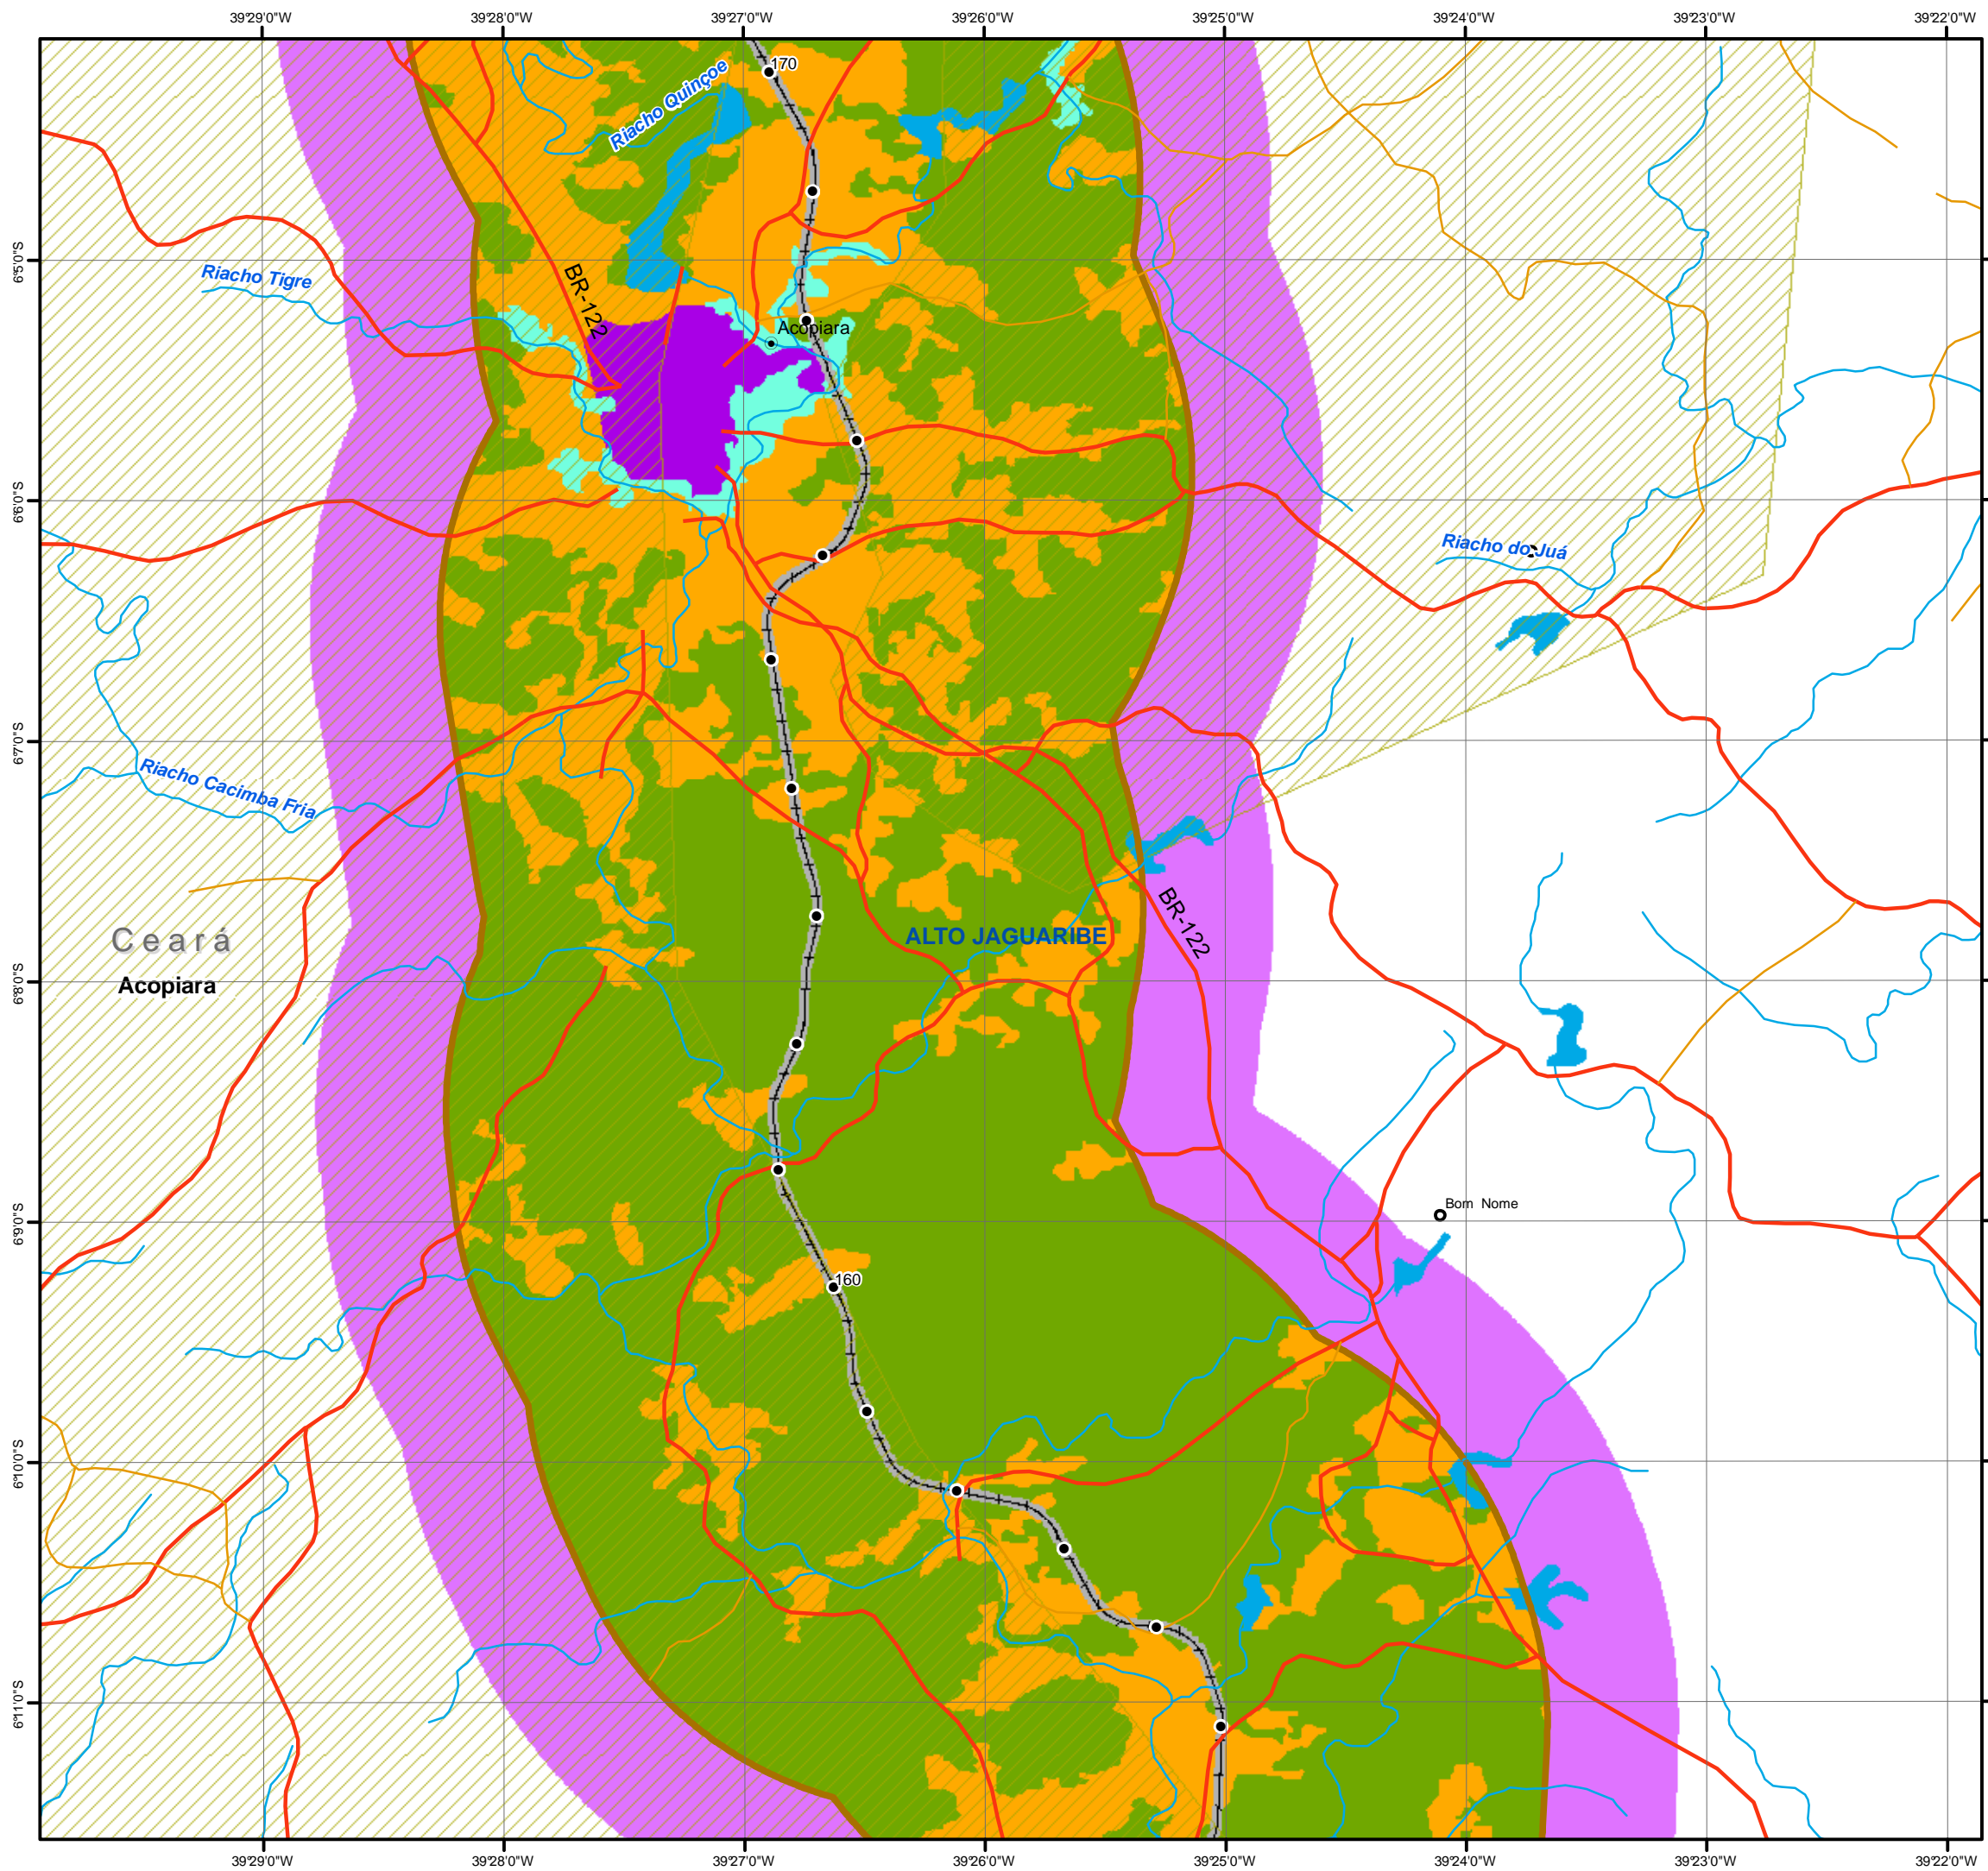 39°29'0"W 39°28'0"W 39°27'0"W 39°26'0"W 39°25'0"W 39°24'0"W 39°23'0"W 39°22'0"W
170
Riacho Quinçoe
6°5'0"S
Riacho Tigre
BR-122
Acopiara
6°6'0"S
Riacho do Juá
6°7'0"S
Riacho Cacimba Fria
BR-122
Ceará
ALTO JAGUARIBE
6°8'0"S
Acopiara
Bom Nome
6°9'0"S
160
6°10'0"S
6°11'0"S
39°29'0"W 39°28'0"W 39°27'0"W 39°26'0"W 39°25'0"W 39°24'0"W 39°23'0"W 39°22'0"W